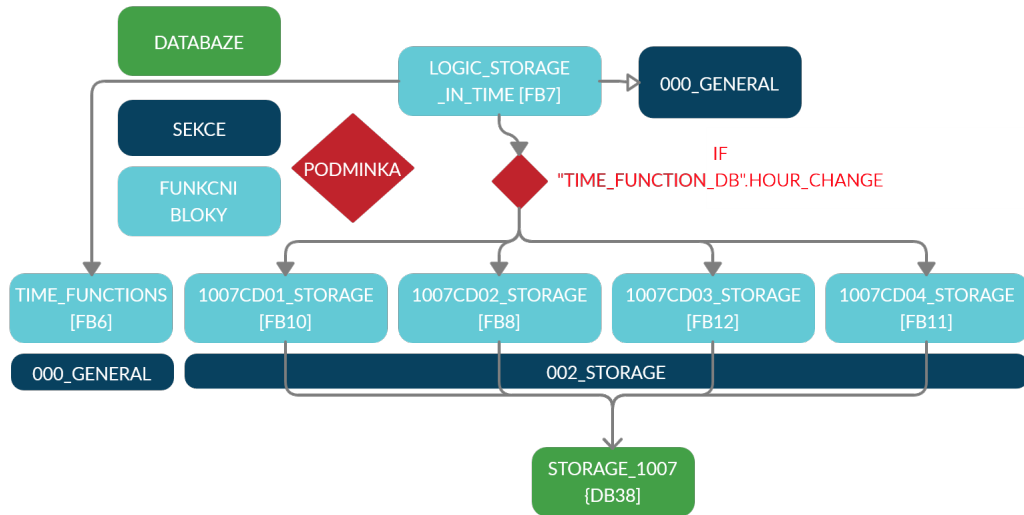 DATABAZE
LOGIC_STORAGE
_IN_TIME [FB7]
000_GENERAL
SEKCE
PODMINKA
IF
"TIME_FUNCTION_DB".HOUR_CHANGE
FUNKCNI
BLOKY
TIME_FUNCTIONS
[FB6]
1007CD01_STORAGE
[FB10]
1007CD02_STORAGE
[FB8]
1007CD03_STORAGE
[FB12]
1007CD04_STORAGE
[FB11]
000_GENERAL
002_STORAGE
STORAGE_1007
{DB38]